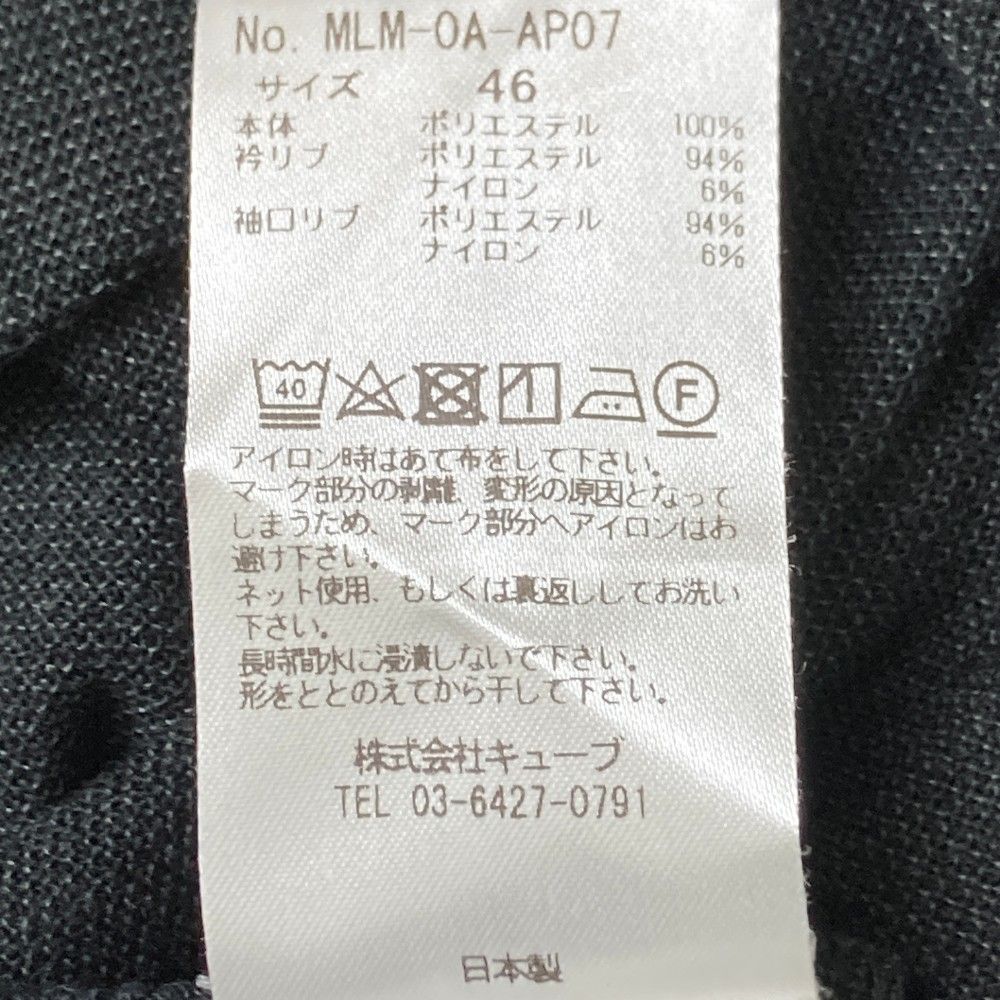 No. MLM-0A-AP07
サイズ 46
本体 ポリエステル 100%
衿リブ ポリエステル 94%
ナイロン 6%
袖口リブ ポリエステル 94%
ナイロン 6%
40 F
アイロン時はあて布をして下さい。
マーク部分の剥離、変形の原因となって
しまうため、マーク部分へアイロンはお
避け下さい。
ネット使用、もしくは裏返ししてお洗い
下さい。
長時間水に浸漬しないで下さい。
形をととのえてから干して下さい。
株式会社キューブ
TEL 03-6427-0791
日本製